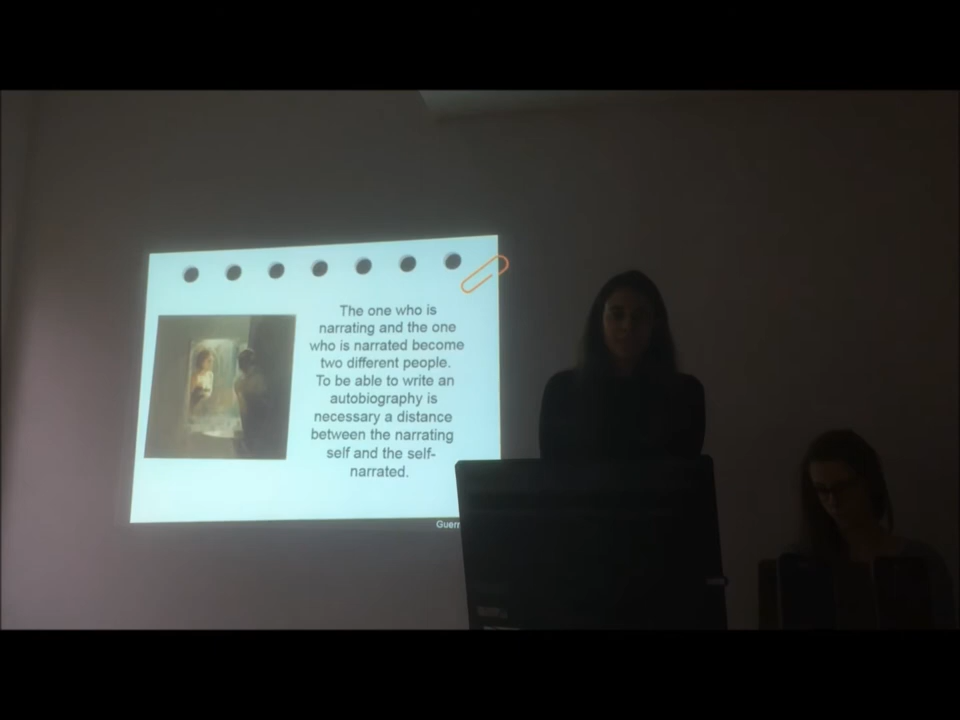 The one who is
narrating and the one
who is narrated become
two different people.
To be able to write an
autobiography is
necessary a distance
between the narrating
self and the self-
narrated.